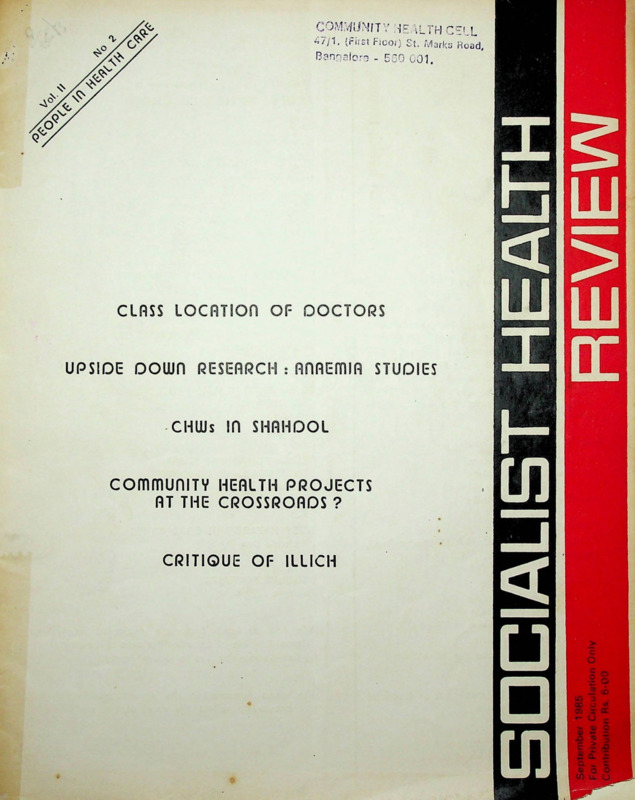 Vol. II No 2
PEOPLE IN HEALTH CARE
COMMUNITY HEALTH CELL
47/1, (First Floor) St. Marks Road,
Bangalore - 560 001.
SOCIALIST HEALTH
REVIEW
CLASS LOCATION OF DOCTORS
UPSIDE DOWN RESEARCH : ANAEMIA STUDIES
CHWs IN SHAHDOL
COMMUNITY HEALTH PROJECTS
AT THE CROSSROADS ?
CRITIQUE OF ILLICH
September 1985
For Private Circulation Only
Contribution Rs.